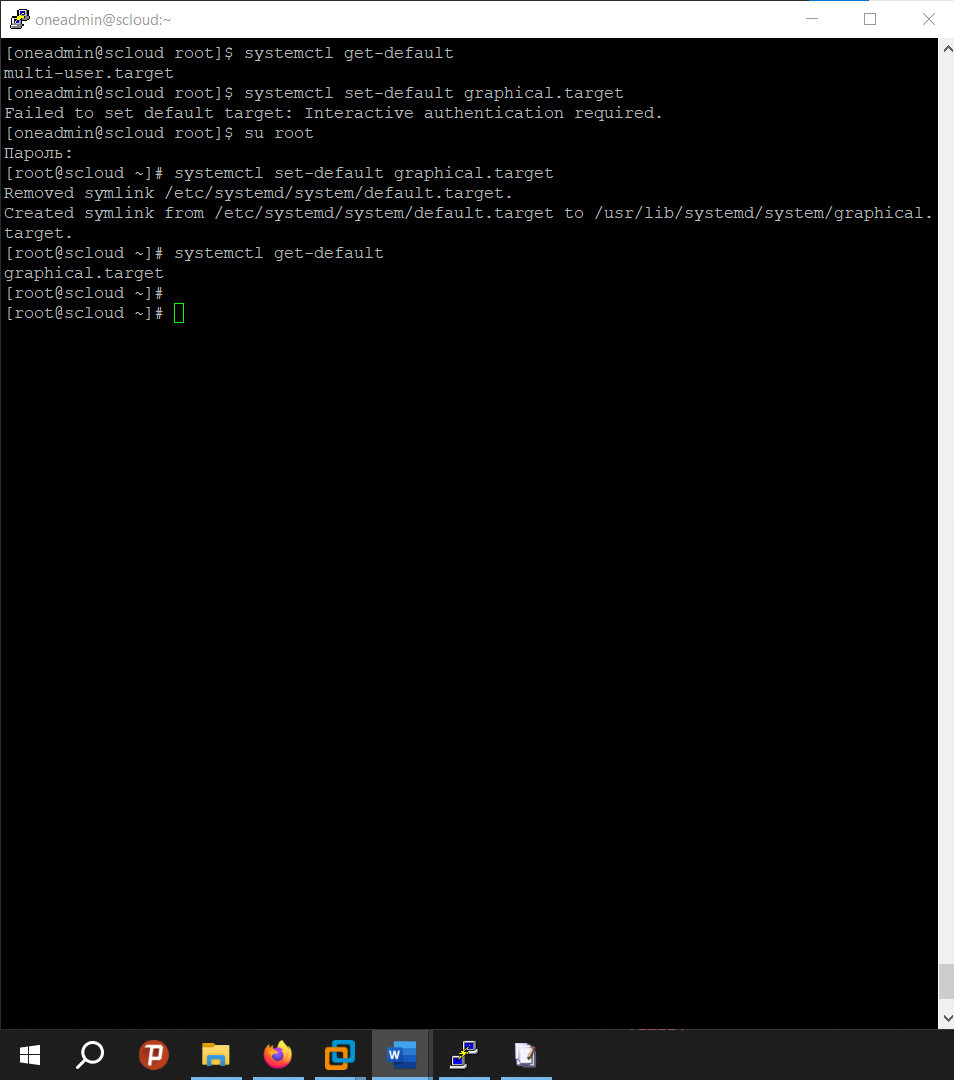 oneadmin@scloud:~
[oneadmin@scloud root]$ systemctl get-default
multi-user.target
[oneadmin@scloud root]$ systemctl set-default graphical.target
Failed to set default target: Interactive authentication required.
[oneadmin@scloud root]$ su root
Пароль:
[root@scloud ~]# systemctl set-default graphical.target
Removed symlink /etc/systemd/system/default.target.
Created symlink from /etc/systemd/system/default.target to /usr/lib/systemd/system/graphical.
target.
[root@scloud ~]# systemctl get-default
graphical.target
[root@scloud ~]#
[root@scloud ~]#